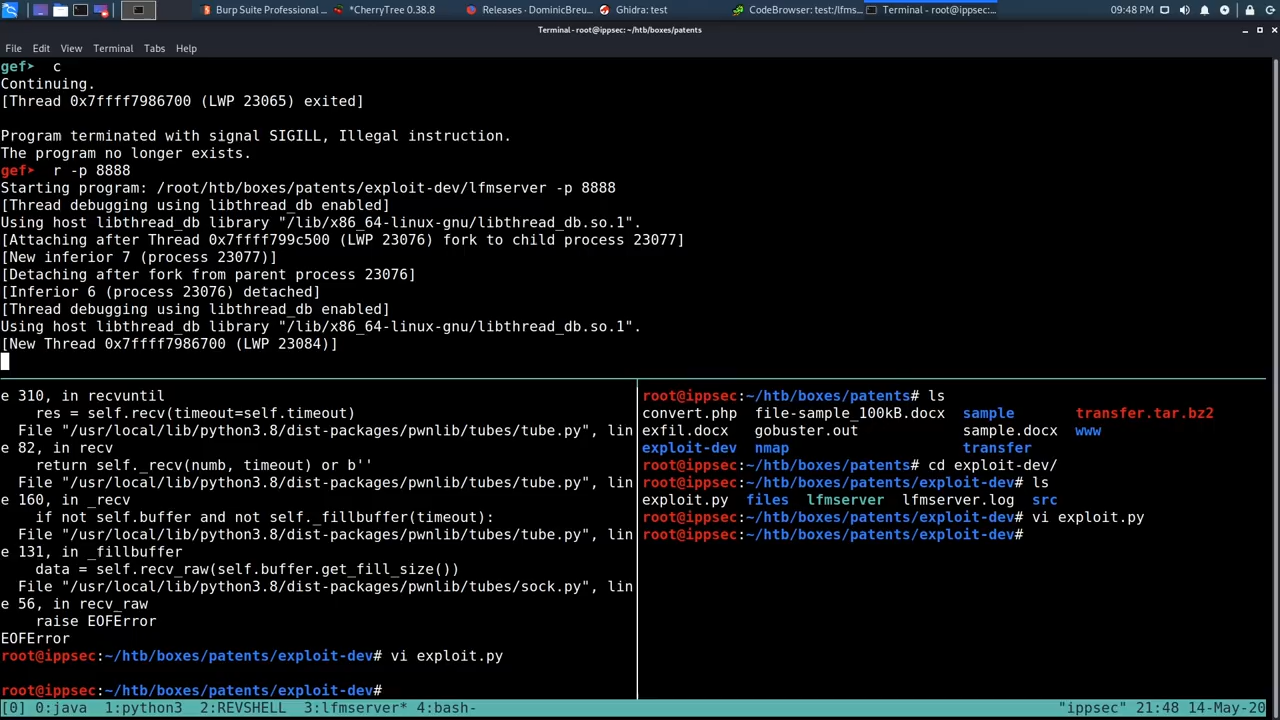 Burp Suite Professional ...
*CherryTree 0.38.8
Releases · DominicBreu...
Ghidra: test
CodeBrowser: test:/lfms...
Terminal - root@ippsec:...
09:48 PM
Terminal - root@ippsec: ~/htb/boxes/patents
File Edit View Terminal Tabs Help
gef➤  c
Continuing.
[Thread 0x7ffff7986700 (LWP 23065) exited]
Program terminated with signal SIGILL, Illegal instruction.
The program no longer exists.
gef➤  r -p 8888
Starting program: /root/htb/boxes/patents/exploit-dev/lfmserver -p 8888
[Thread debugging using libthread_db enabled]
Using host libthread_db library "/lib/x86_64-linux-gnu/libthread_db.so.1".
[Attaching after Thread 0x7ffff799c500 (LWP 23076) fork to child process 23077]
[New inferior 7 (process 23077)]
[Detaching after fork from parent process 23076]
[Inferior 6 (process 23076) detached]
[Thread debugging using libthread_db enabled]
Using host libthread_db library "/lib/x86_64-linux-gnu/libthread_db.so.1".
[New Thread 0x7ffff7986700 (LWP 23084)]
e 310, in recvuntil
    res = self.recv(timeout=self.timeout)
  File "/usr/local/lib/python3.8/dist-packages/pwnlib/tubes/tube.py", lin
e 82, in recv
    return self._recv(numb, timeout) or b''
  File "/usr/local/lib/python3.8/dist-packages/pwnlib/tubes/tube.py", lin
e 160, in _recv
    if not self.buffer and not self._fillbuffer(timeout):
  File "/usr/local/lib/python3.8/dist-packages/pwnlib/tubes/tube.py", lin
e 131, in _fillbuffer
    data = self.recv_raw(self.buffer.get_fill_size())
  File "/usr/local/lib/python3.8/dist-packages/pwnlib/tubes/sock.py", lin
e 56, in recv_raw
    raise EOFError
EOFError
root@ippsec:~/htb/boxes/patents/exploit-dev# vi exploit.py
root@ippsec:~/htb/boxes/patents/exploit-dev#
root@ippsec:~/htb/boxes/patents# ls
convert.php  file-sample_100kB.docx  sample       transfer.tar.bz2
exfil.docx   gobuster.out            sample.docx  www
exploit-dev  nmap                    transfer
root@ippsec:~/htb/boxes/patents# cd exploit-dev/
root@ippsec:~/htb/boxes/patents/exploit-dev# ls
exploit.py  files  lfmserver  lfmserver.log  src
root@ippsec:~/htb/boxes/patents/exploit-dev# vi exploit.py
root@ippsec:~/htb/boxes/patents/exploit-dev#
[0] 0:java  1:python3  2:REVSHELL  3:lfmserver* 4:bash-
"ippsec" 21:48 14-May-20